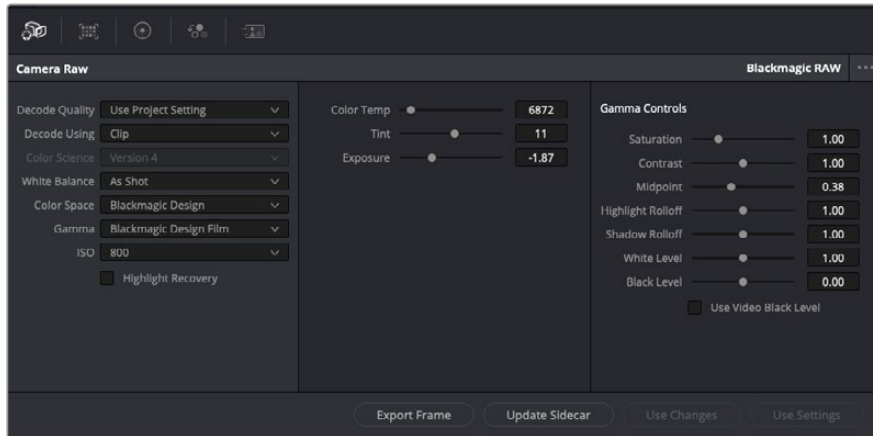 Camera Raw
Blackmagic RAW
Decode Quality Use Project Setting
Decode Using Clip
Color Science Version 4
White Balance As Shot
Color Space Blackmagic Design
Gamma Blackmagic Design Film
ISO 800
Highlight Recovery
Color Temp 6872
Tint 11
Exposure -1.87
Gamma Controls
Saturation 1.00
Contrast 1.00
Midpoint 0.38
Highlight Rolloff 1.00
Shadow Rolloff 1.00
White Level 1.00
Black Level 0.00
Use Video Black Level
Export Frame
Update Sidecar
Use Changes
Use Settings